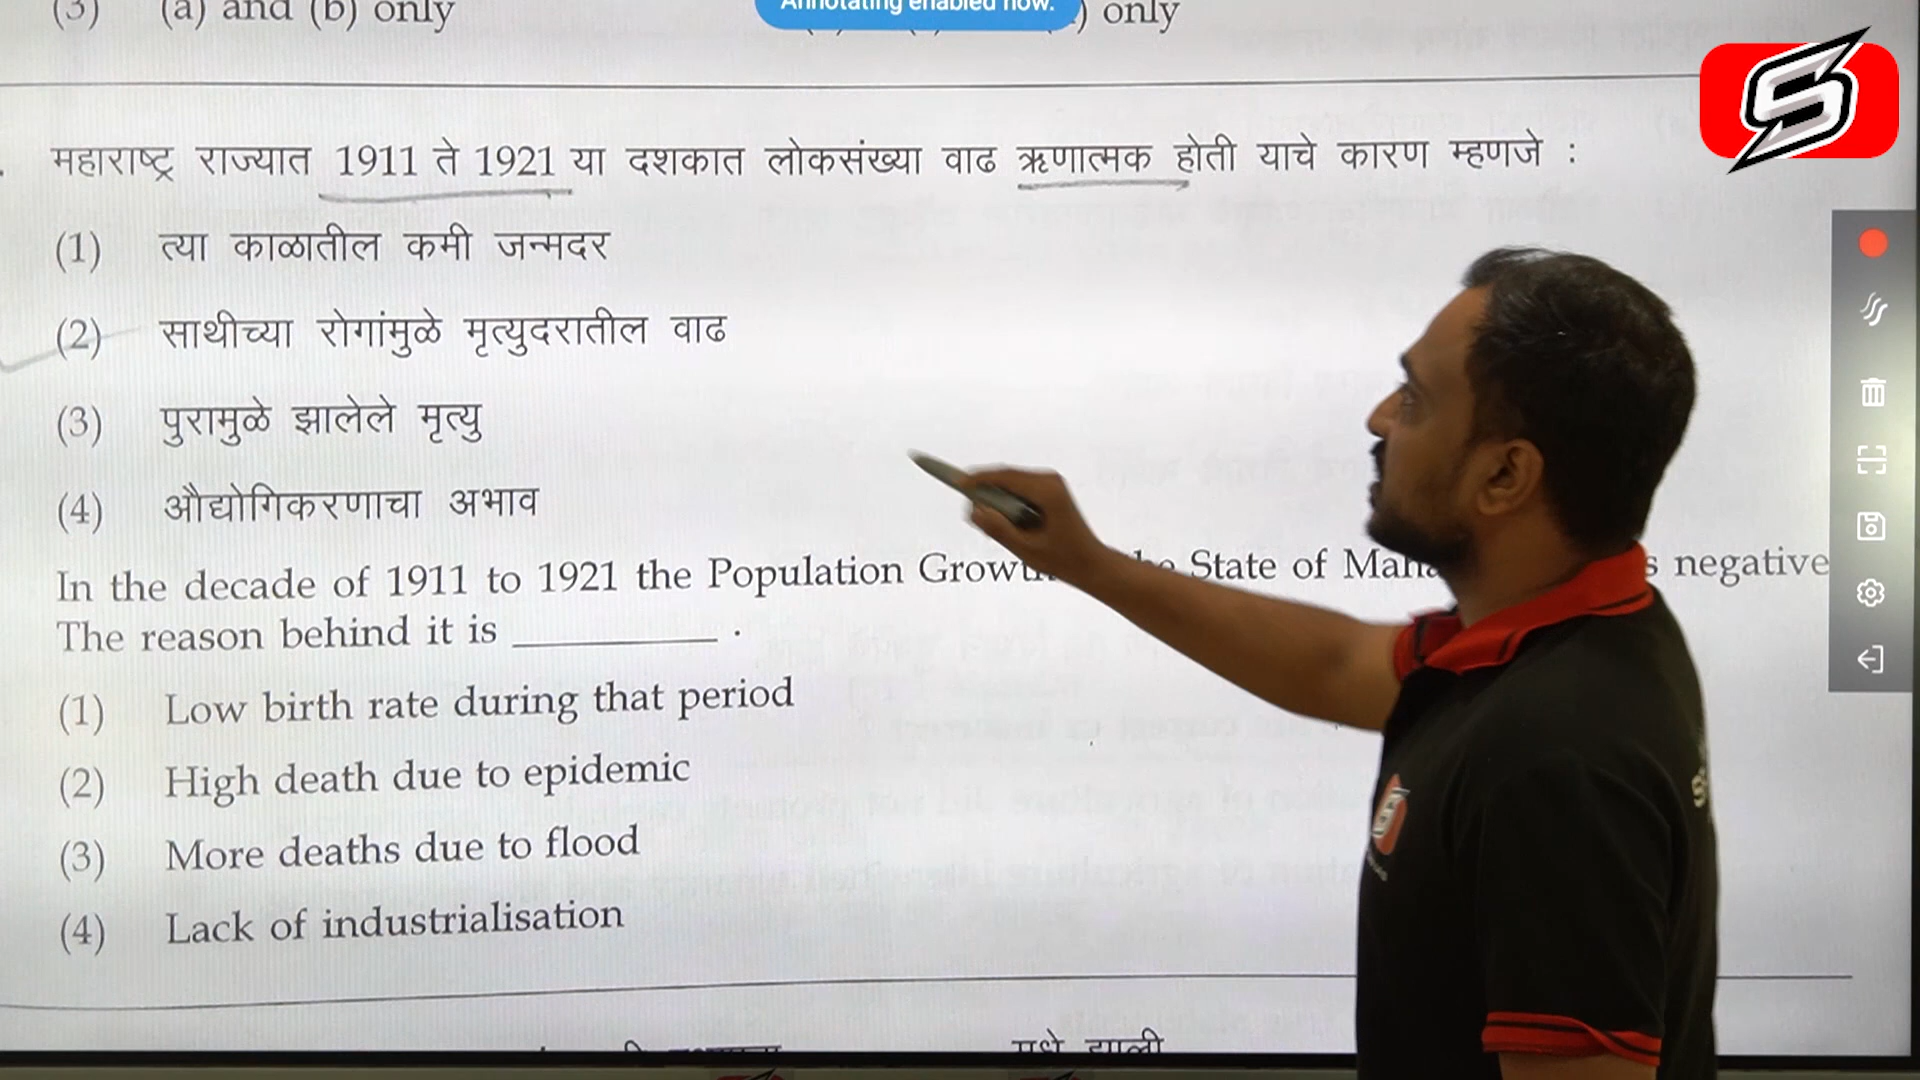 (3) (a) and (b) only
Annotating enabled now.
) only
महाराष्ट्र राज्यात 1911 ते 1921 या दशकात लोकसंख्या वाढ ऋणात्मक होती याचे कारण म्हणजे :
(1) त्या काळातील कमी जन्मदर
(2) साथीच्या रोगांमुळे मृत्युदरातील वाढ
(3) पुरामुळे झालेले मृत्यु
(4) औद्योगिकरणाचा अभाव
In the decade of 1911 to 1921 the Population State of negative
The reason behind it is ________ .
(1) Low birth rate during that period
(2) High death due to epidemic
(3) More deaths due to flood
(4) Lack of industrialisation